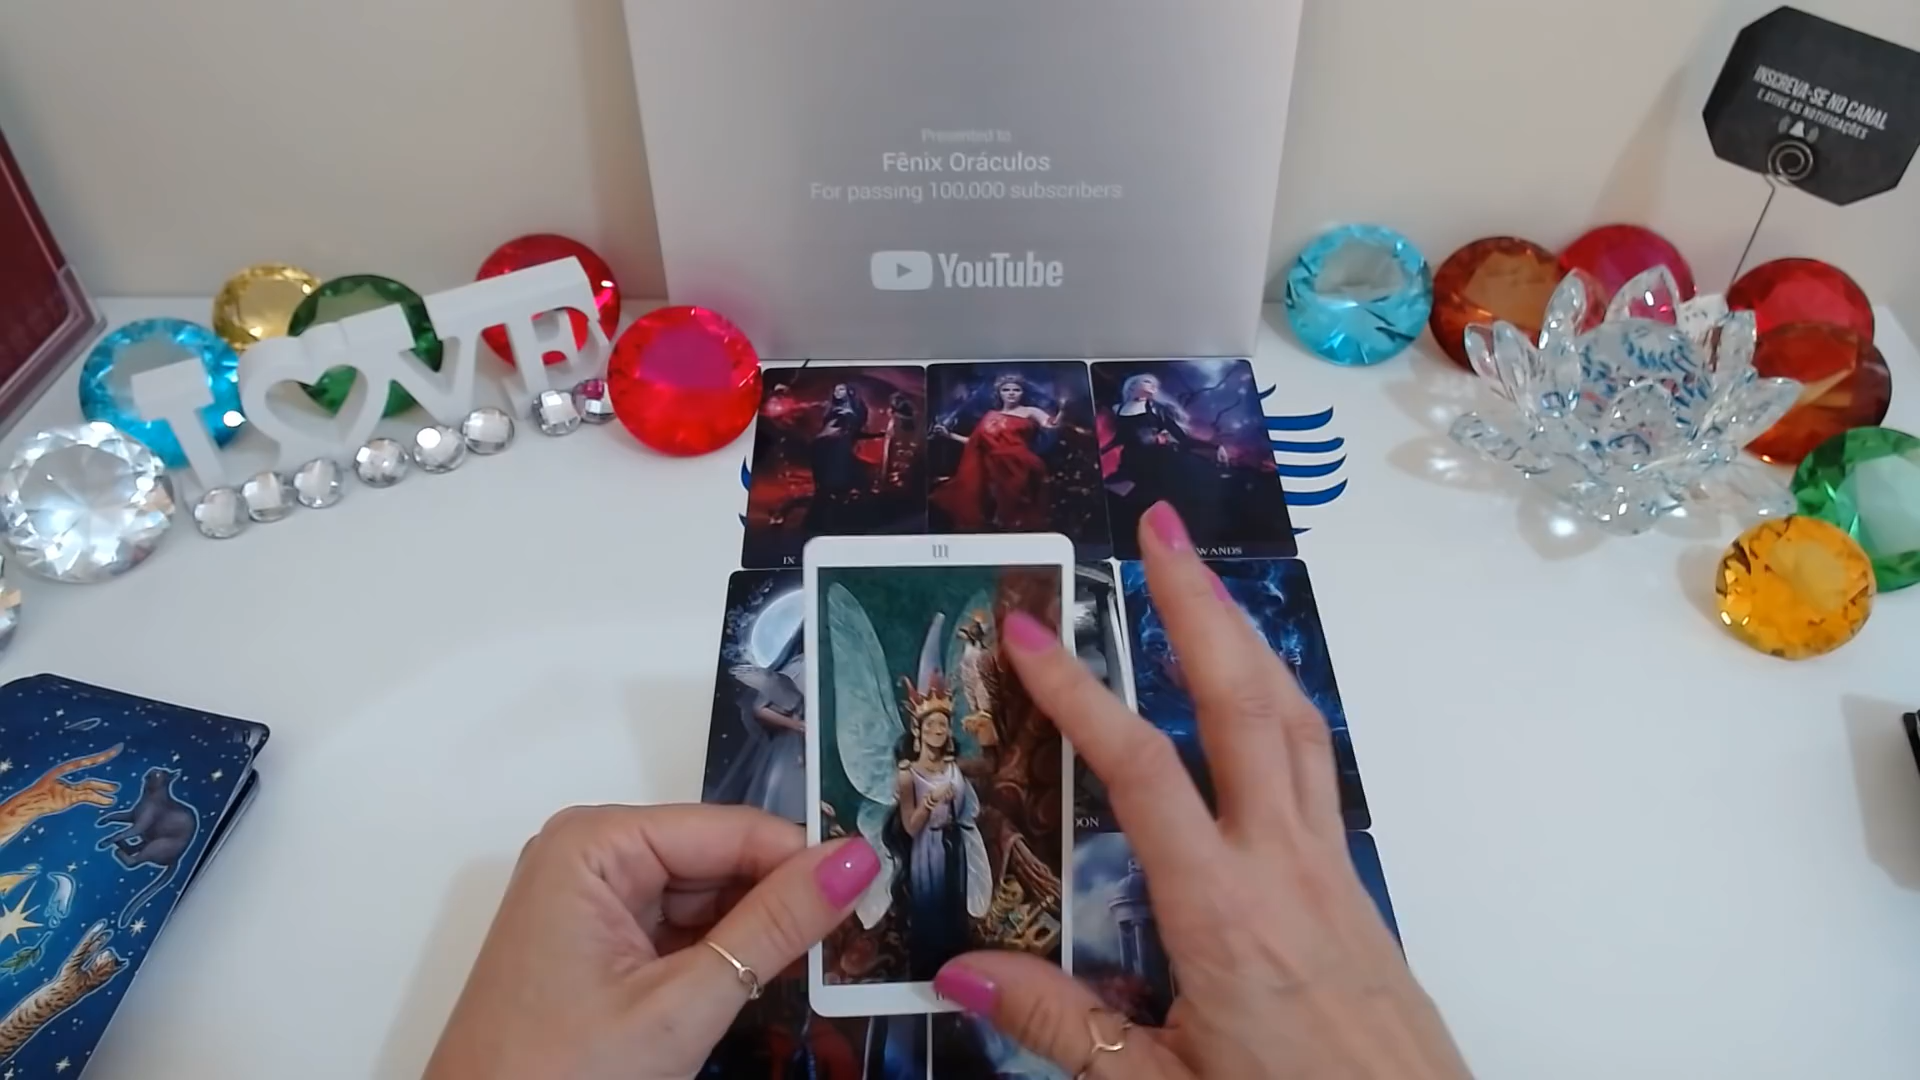 Presented to
Fênix Oráculos
For passing 100,000 subscribers
YouTube
INSCREVA-SE NO CANAL
E ATIVE AS NOTIFICAÇÕES
LOVE
IX
WANDS
III
OON